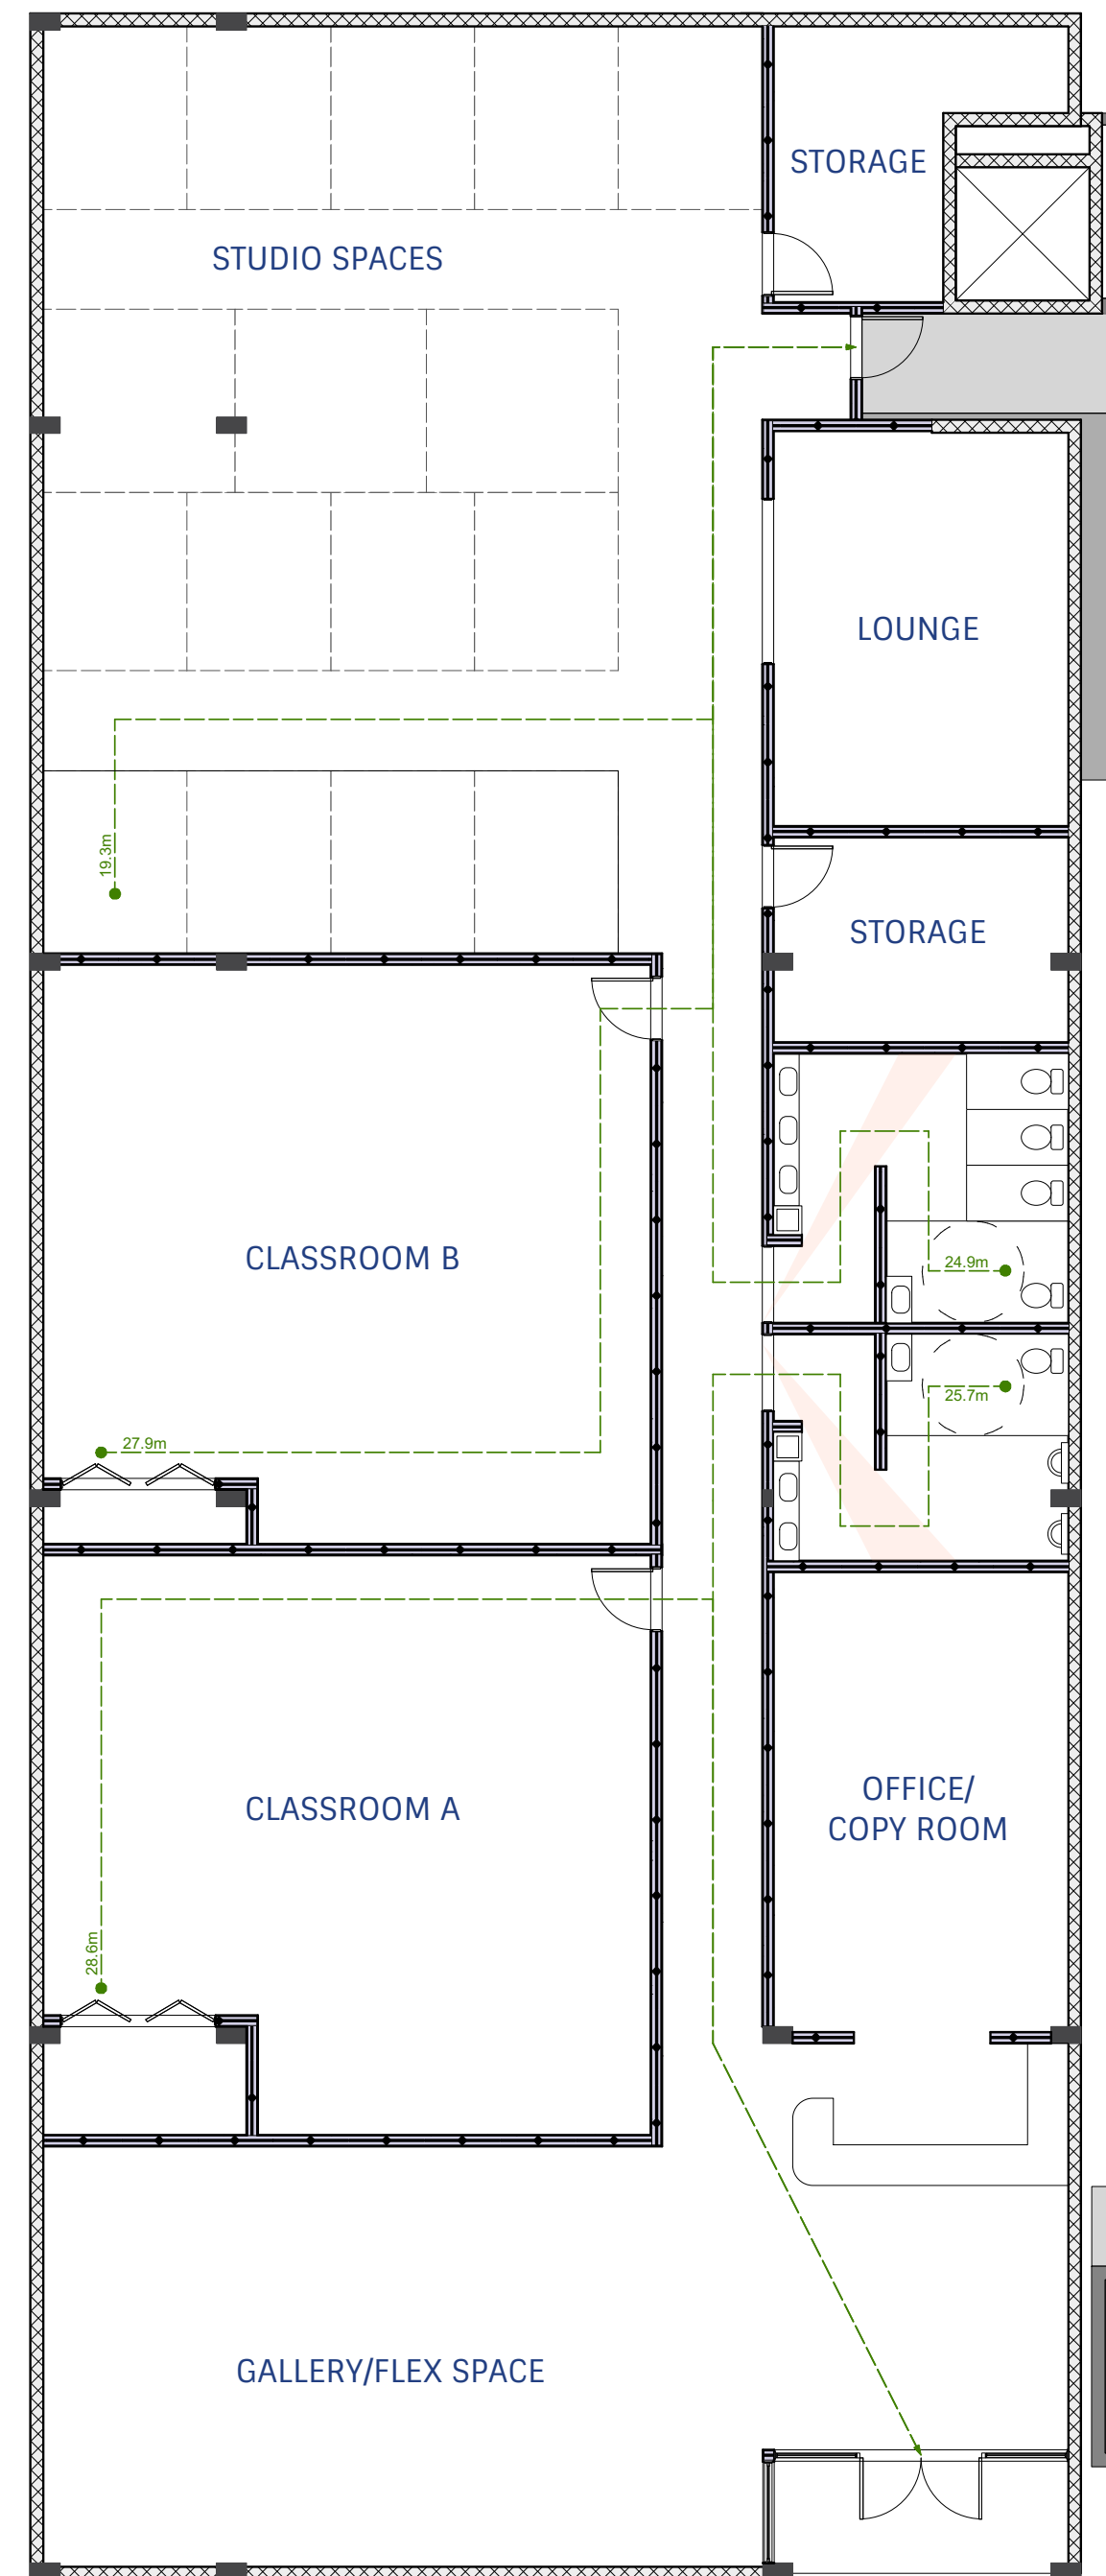 STORAGE
STUDIO SPACES
LOUNGE
19.3m
STORAGE
CLASSROOM B
24.9m
25.7m
27.9m
OFFICE/
COPY ROOM
CLASSROOM A
28.6m
GALLERY/FLEX SPACE